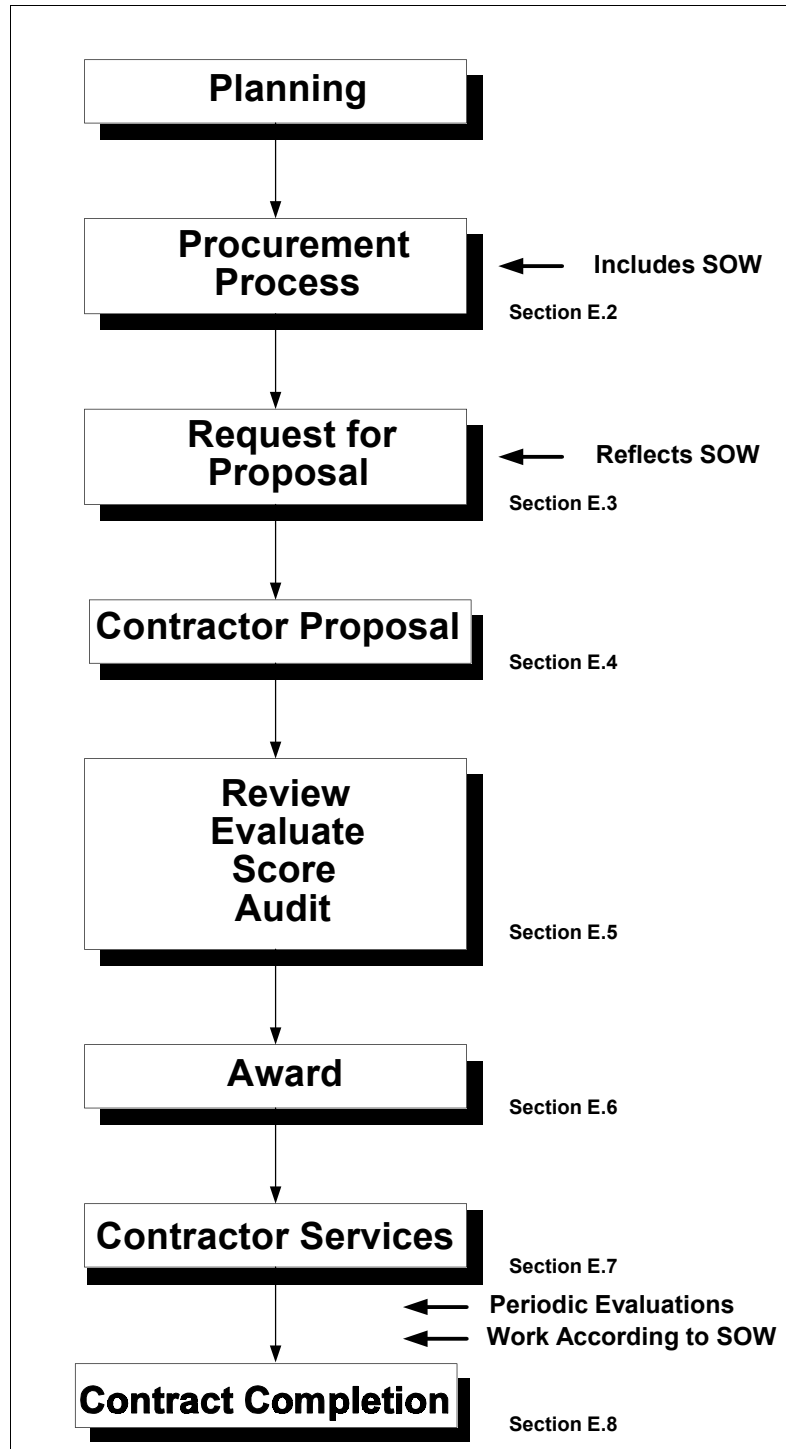 Planning
Procurement
Process
Includes SOW
Section E.2
Request for
Proposal
Reflects SOW
Section E.3
Contractor Proposal
Section E.4
Review
Evaluate
Score
Audit
Section E.5
Award
Section E.6
Contractor Services
Section E.7
Periodic Evaluations
Work According to SOW
Contract Completion
Section E.8